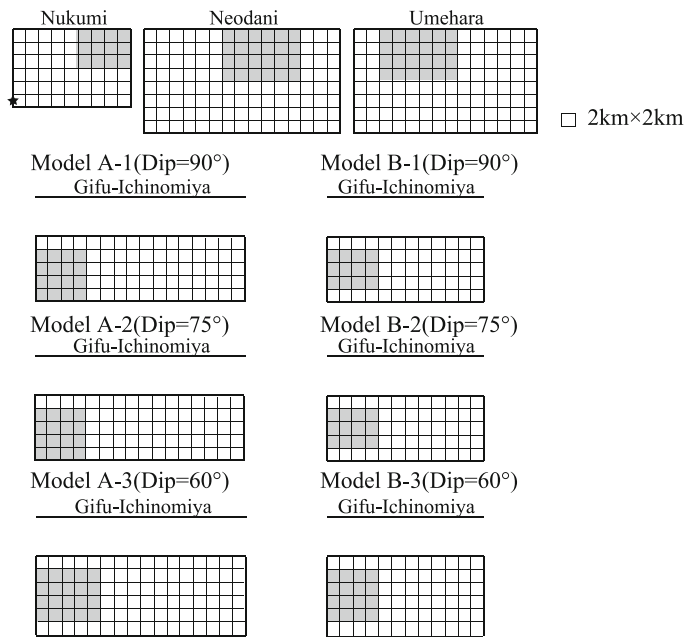 Nukumi Neodani Umehara
2km×2km
Model A-1(Dip=90°) Model B-1(Dip=90°)
Gifu-Ichinomiya Gifu-Ichinomiya
Model A-2(Dip=75°) Model B-2(Dip=75°)
Gifu-Ichinomiya Gifu-Ichinomiya
Model A-3(Dip=60°) Model B-3(Dip=60°)
Gifu-Ichinomiya Gifu-Ichinomiya